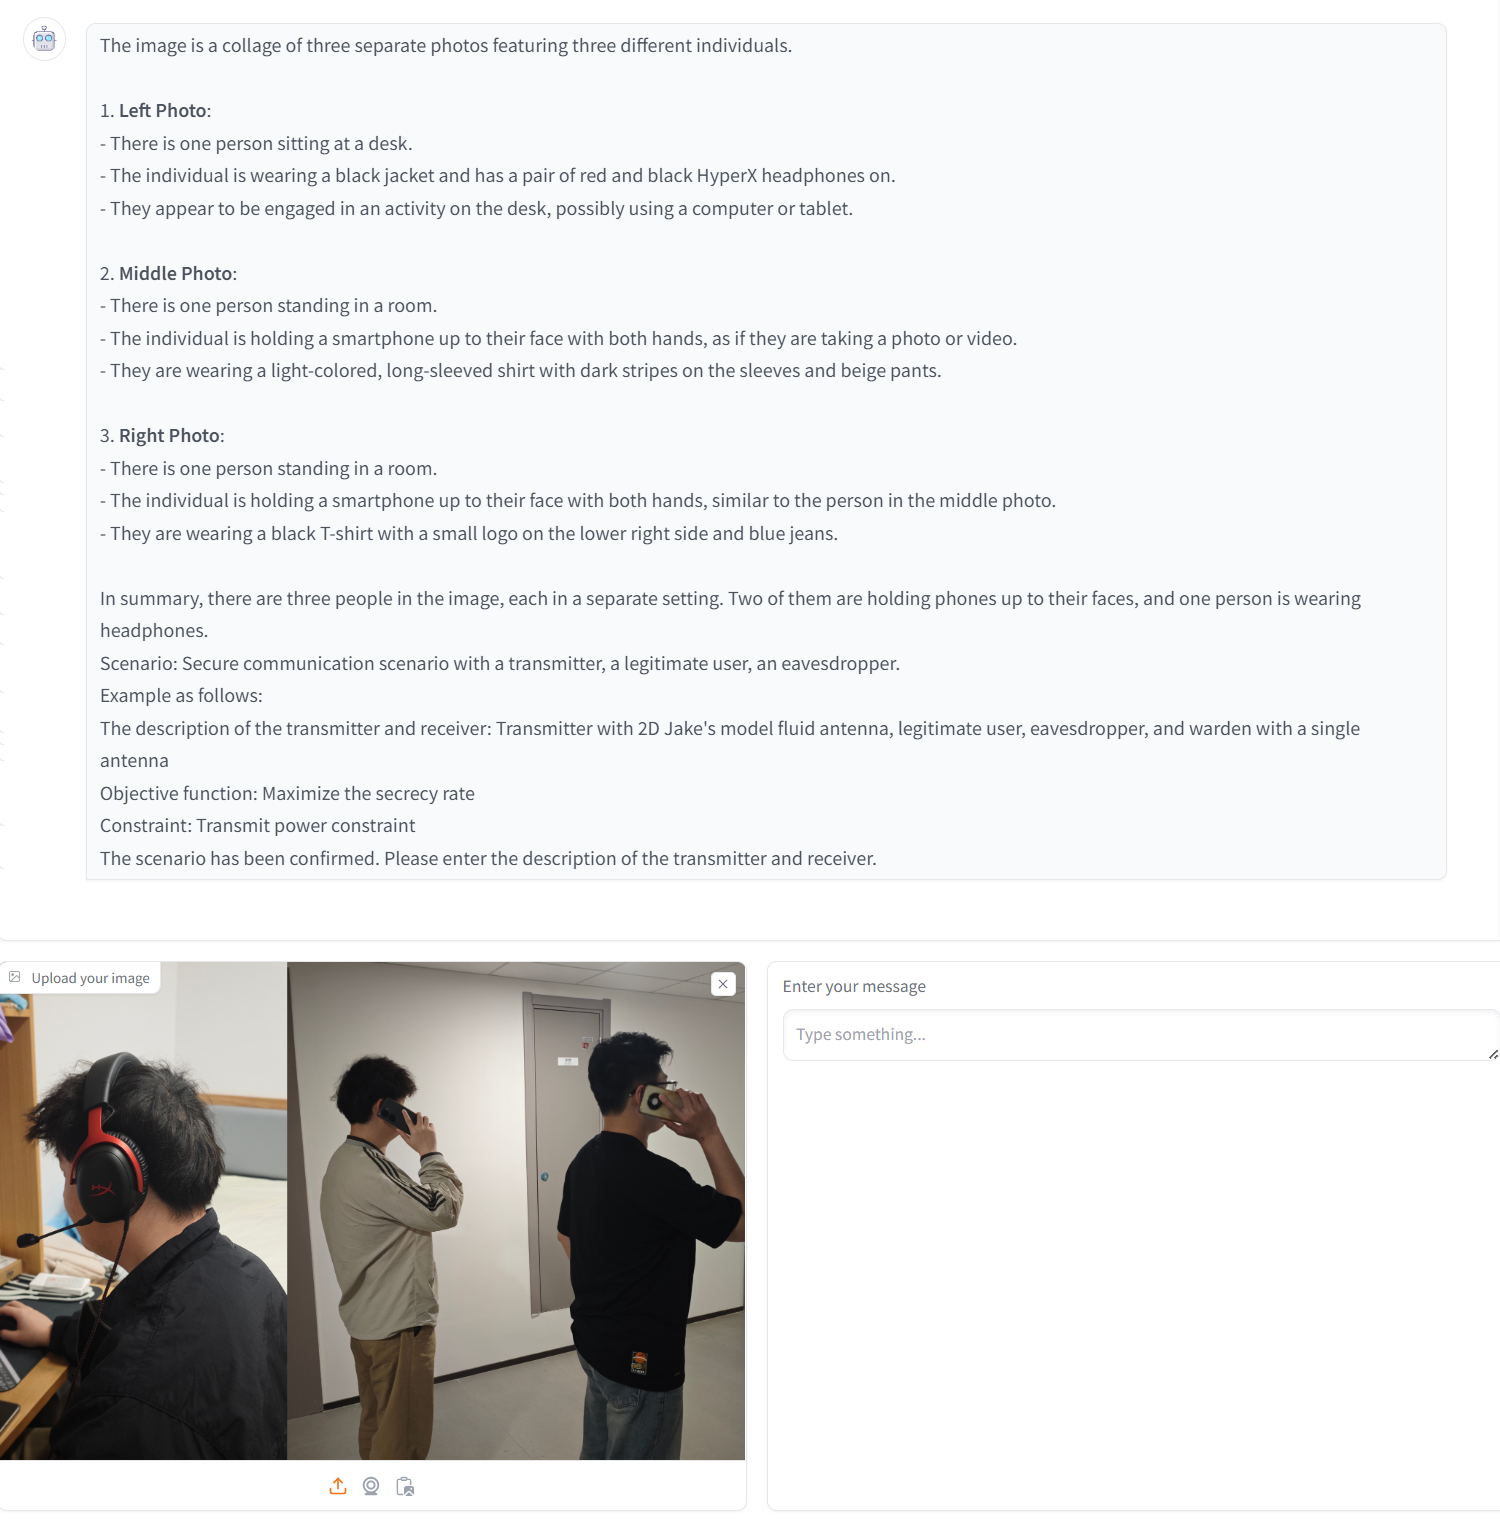 The image is a collage of three separate photos featuring three different individuals.
1. Left Photo:
- There is one person sitting at a desk.
- The individual is wearing a black jacket and has a pair of red and black HyperX headphones on.
- They appear to be engaged in an activity on the desk, possibly using a computer or tablet.
2. Middle Photo:
- There is one person standing in a room.
- The individual is holding a smartphone up to their face with both hands, as if they are taking a photo or video.
- They are wearing a light-colored, long-sleeved shirt with dark stripes on the sleeves and beige pants.
3. Right Photo:
- There is one person standing in a room.
- The individual is holding a smartphone up to their face with both hands, similar to the person in the middle photo.
- They are wearing a black T-shirt with a small logo on the lower right side and blue jeans.
In summary, there are three people in the image, each in a separate setting. Two of them are holding phones up to their faces, and one person is wearing
headphones.
Scenario: Secure communication scenario with a transmitter, a legitimate user, an eavesdropper.
Example as follows:
The description of the transmitter and receiver: Transmitter with 2D Jake's model fluid antenna, legitimate user, eavesdropper, and warden with a single
antenna
Objective function: Maximize the secrecy rate
Constraint: Transmit power constraint
The scenario has been confirmed. Please enter the description of the transmitter and receiver.
Upload your image
Enter your message
Type something...